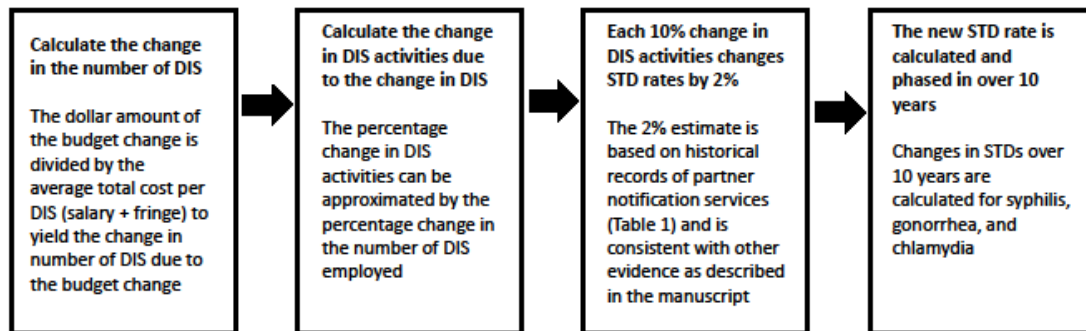 Calculate the change
in the number of DIS
The dollar amount of
the budget change is
divided by the
average total cost per
DIS (salary + fringe) to
yield the change in
number of DIS due to
the budget change
Calculate the change
in DIS activities due
to the change in DIS
The percentage
change in DIS
activities can be
approximated by the
percentage change in
the number of DIS
employed
Each 10% change in
DIS activities changes
STD rates by 2%
The 2% estimate is
based on historical
records of partner
notification services
(Table 1) and is
consistent with other
evidence as described
in the manuscript
The new STD rate is
calculated and
phased in over 10
years
Changes in STDs over
10 years are
calculated for syphilis,
gonorrhea, and
chlamydia